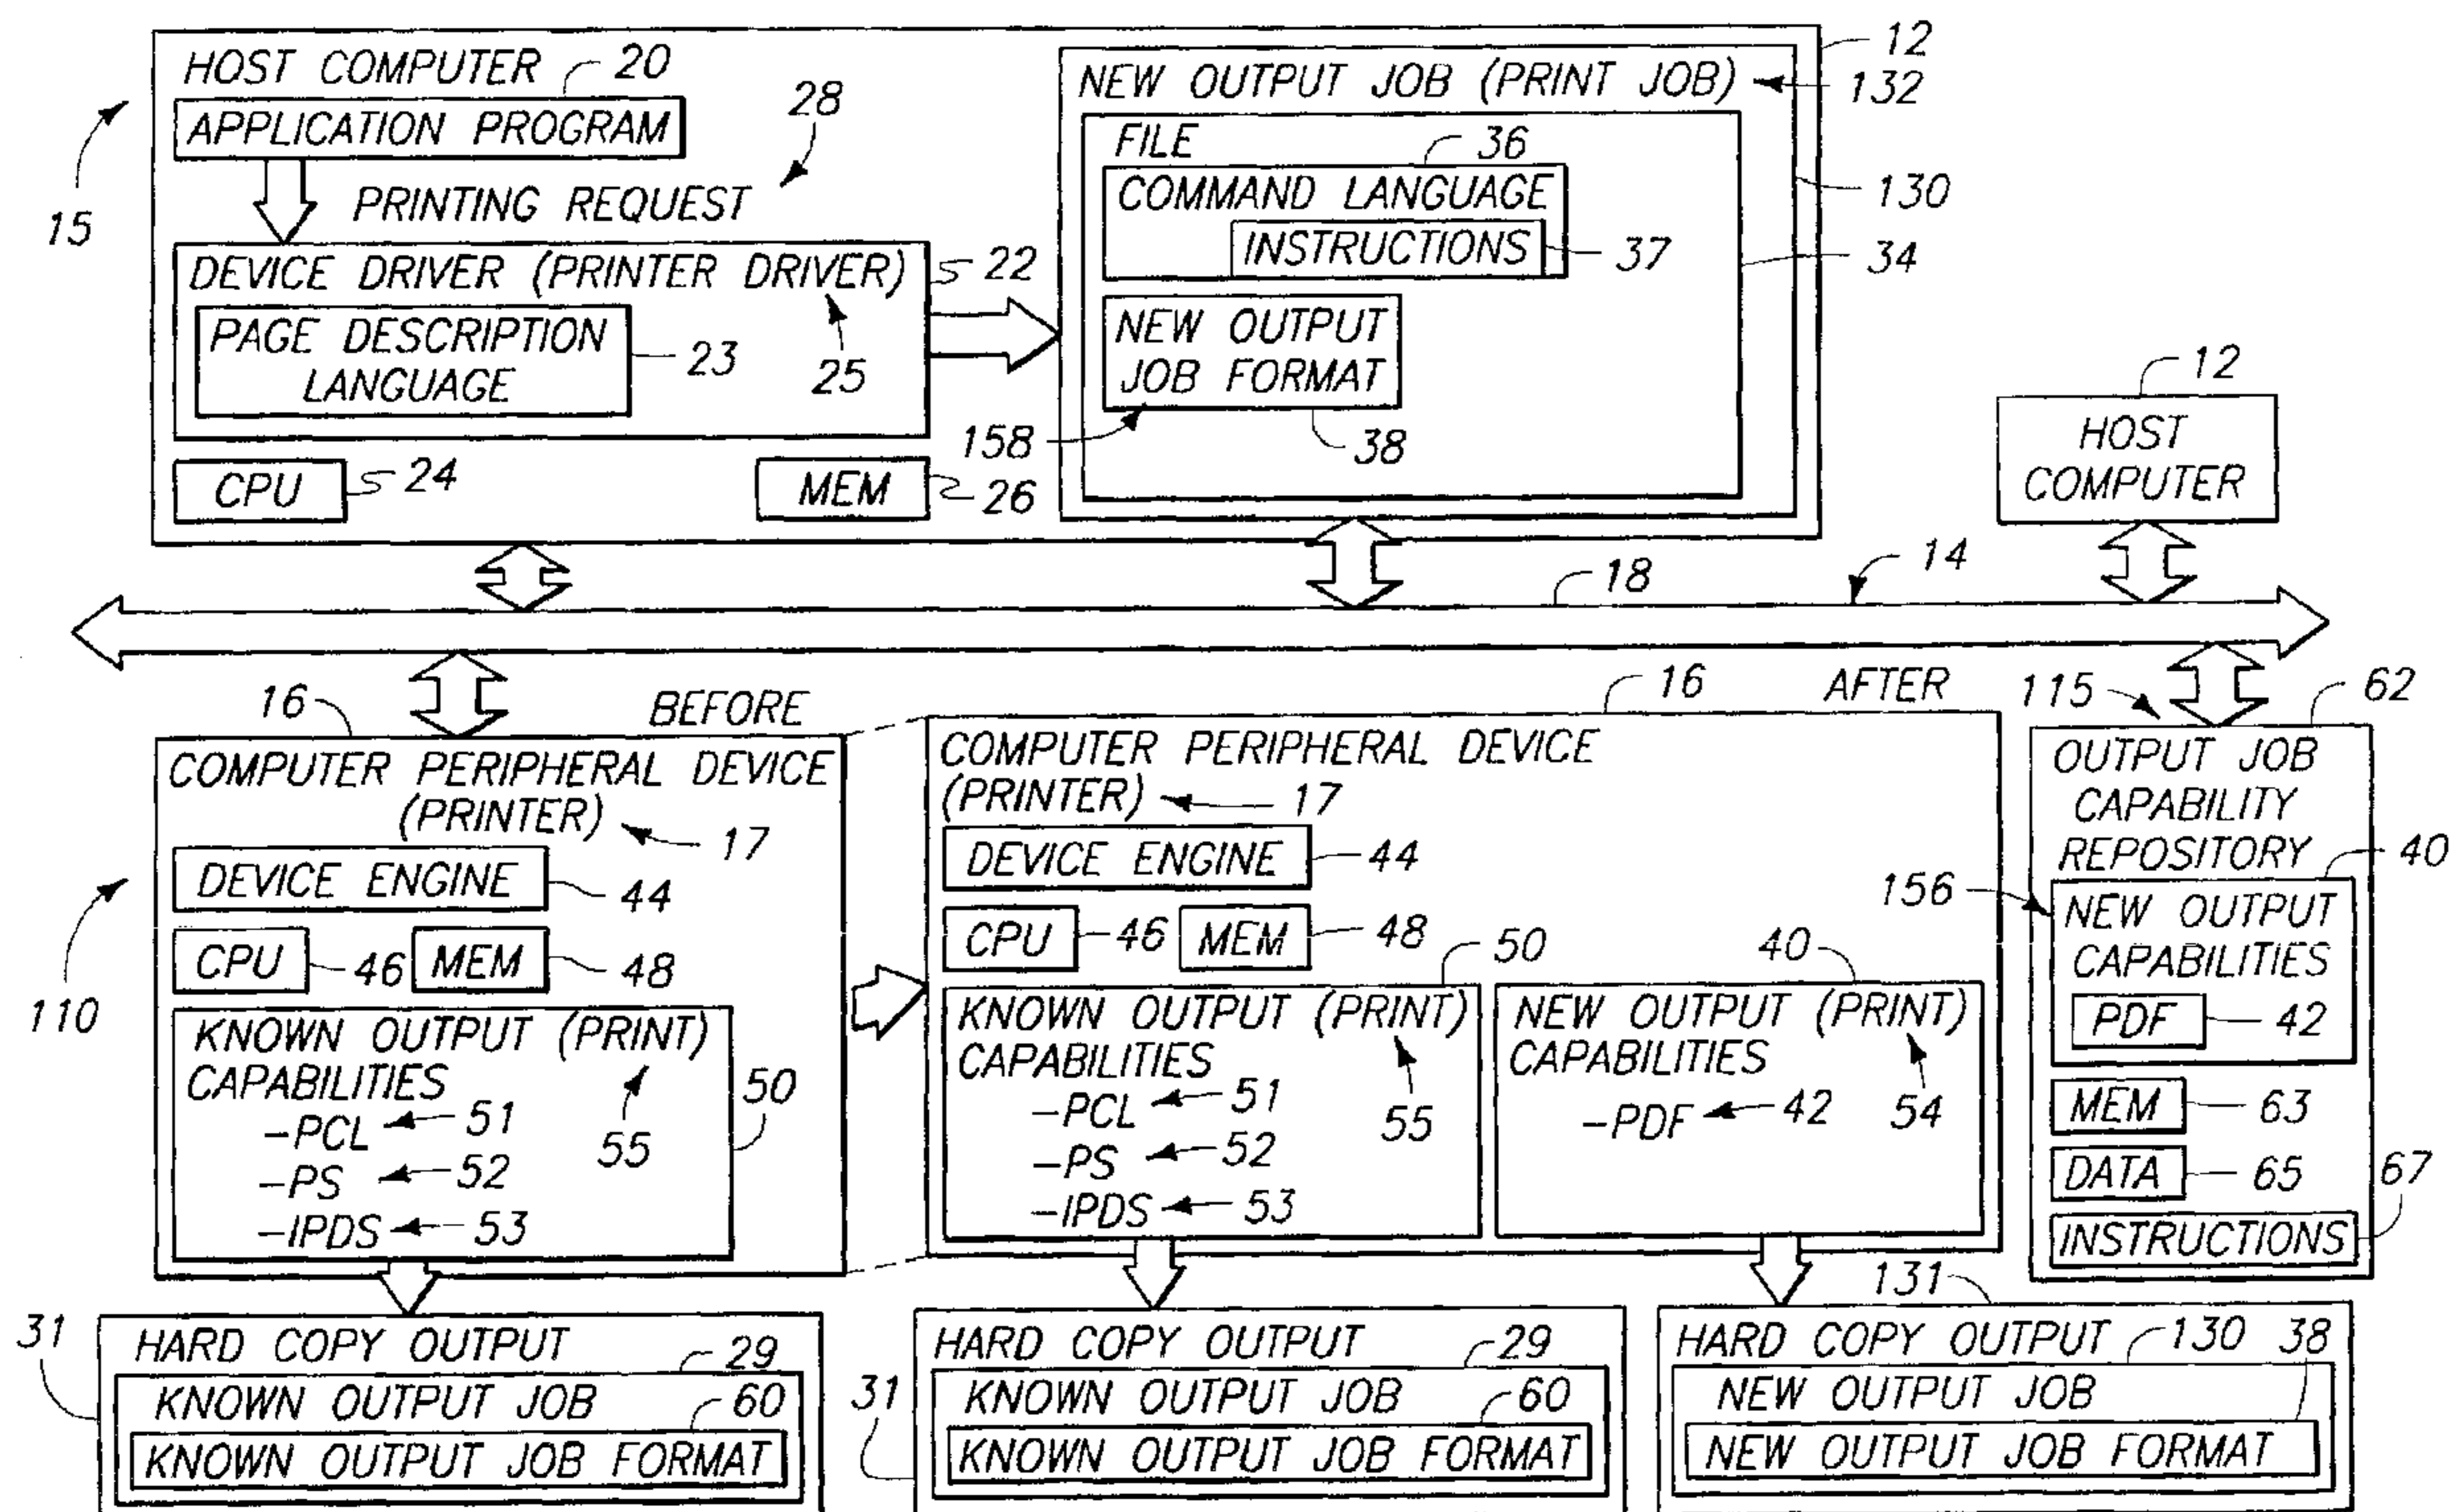 HOST COMPUTER
20
APPLICATION PROGRAM
15
28
PRINTING REQUEST
DEVICE DRIVER (PRINTER DRIVER)
22
PAGE DESCRIPTION
LANGUAGE
23
25
CPU
24
MEM
26
12
NEW OUTPUT JOB (PRINT JOB)
132
FILE
36
COMMAND LANGUAGE
130
INSTRUCTIONS
37
34
NEW OUTPUT
JOB FORMAT
158
38
12
HOST
COMPUTER
18
14
16
BEFORE
COMPUTER PERIPHERAL DEVICE
(PRINTER)
17
DEVICE ENGINE
44
CPU
46
MEM
48
110
KNOWN OUTPUT (PRINT)
CAPABILITIES
50
-PCL
51
55
-PS
52
-IPDS
53
16
AFTER
COMPUTER PERIPHERAL DEVICE
(PRINTER)
17
DEVICE ENGINE
44
CPU
46
MEM
48
50
40
KNOWN OUTPUT (PRINT)
CAPABILITIES
-PCL
51
55
-PS
52
-IPDS
53
NEW OUTPUT (PRINT)
CAPABILITIES
-PDF
42
54
115
62
OUTPUT JOB
CAPABILITY
REPOSITORY
40
156
NEW OUTPUT
CAPABILITIES
PDF
42
MEM
63
DATA
65
67
INSTRUCTIONS
31
HARD COPY OUTPUT
29
KNOWN OUTPUT JOB
60
KNOWN OUTPUT JOB FORMAT
31
HARD COPY OUTPUT
29
KNOWN OUTPUT JOB
60
KNOWN OUTPUT JOB FORMAT
131
HARD COPY OUTPUT
130
38
NEW OUTPUT JOB
NEW OUTPUT JOB FORMAT